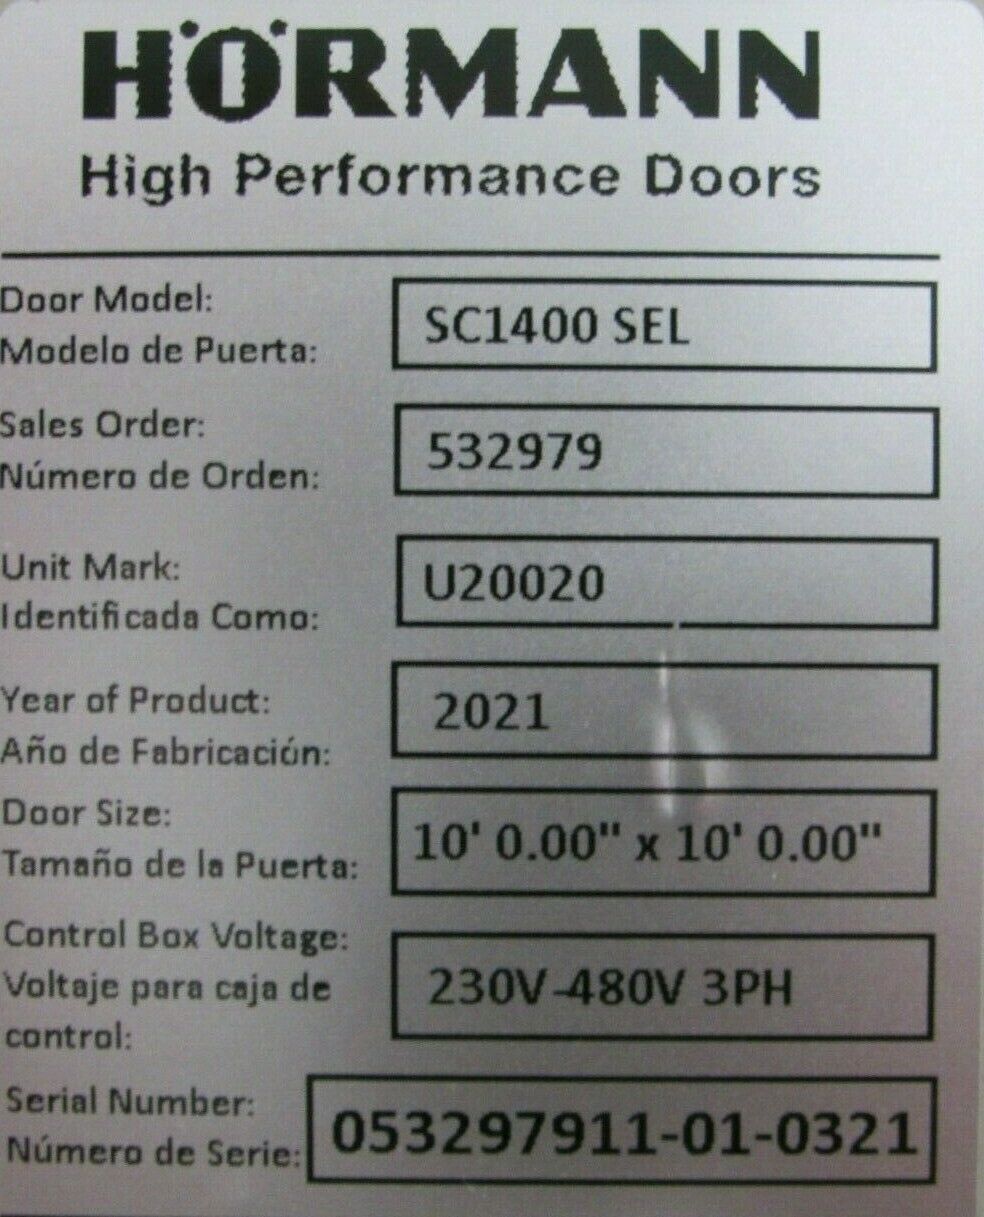 HÖRMANN
High Performance Doors
Door Model:
Modelo de Puerta:
SC1400 SEL
Sales Order:
Número de Orden:
532979
Unit Mark:
Identificada Como:
U20020
Year of Product:
Año de Fabricación:
2021
Door Size:
Tamaño de la Puerta:
10' 0.00" x 10' 0.00"
Control Box Voltage:
Voltaje para caja de
control:
230V-480V 3PH
Serial Number:
Número de Serie:
053297911-01-0321